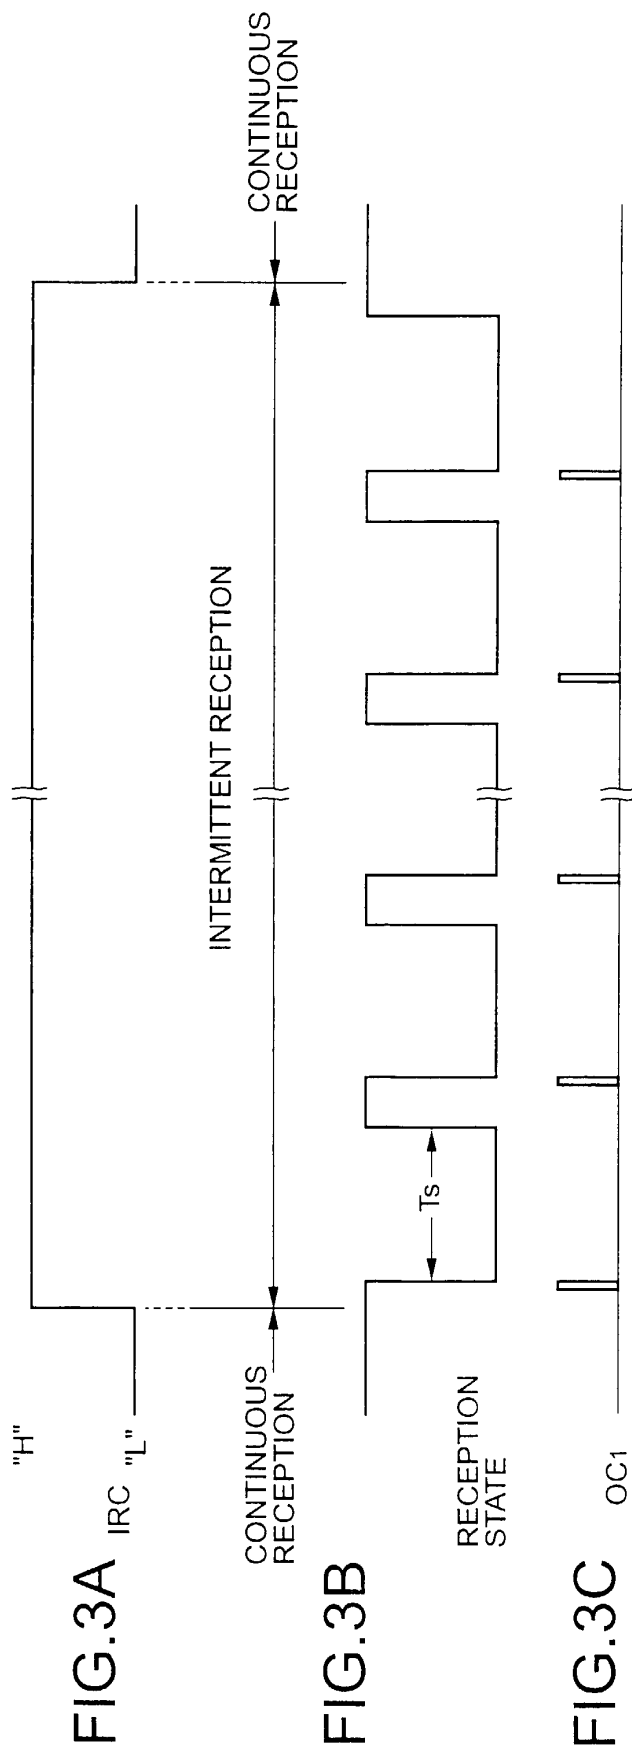 FIG.3A
IRC
"H"
"L"
CONTINUOUS
RECEPTION
INTERMITTENT RECEPTION
CONTINUOUS
RECEPTION
FIG.3B
RECEPTION
STATE
Ts
FIG.3C
OC1